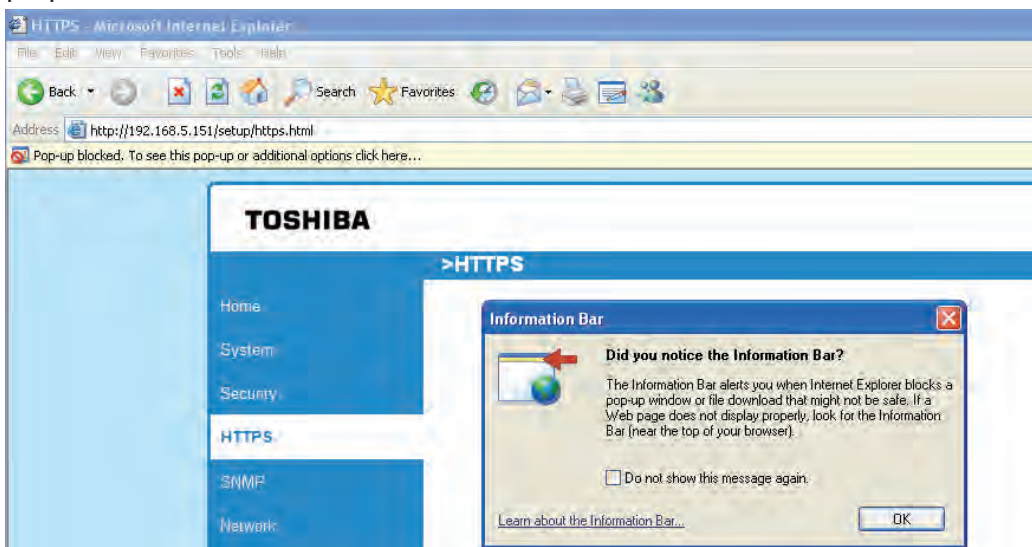 HTTPS - Microsoft Internet Explorer
File Edit View Favorites Tools Help
Back Search Favorites
Address http://192.168.5.151/setup/https.html
Pop-up blocked. To see this pop-up or additional options click here...
TOSHIBA
>HTTPS
Home
System
Security
HTTPS
SNMP
Network
Information Bar
Did you notice the Information Bar?
The Information Bar alerts you when Internet Explorer blocks a
pop-up window or file download that might not be safe. If a
Web page does not display properly, look for the Information
Bar (near the top of your browser).
Do not show this message again.
Learn about the Information Bar...
OK